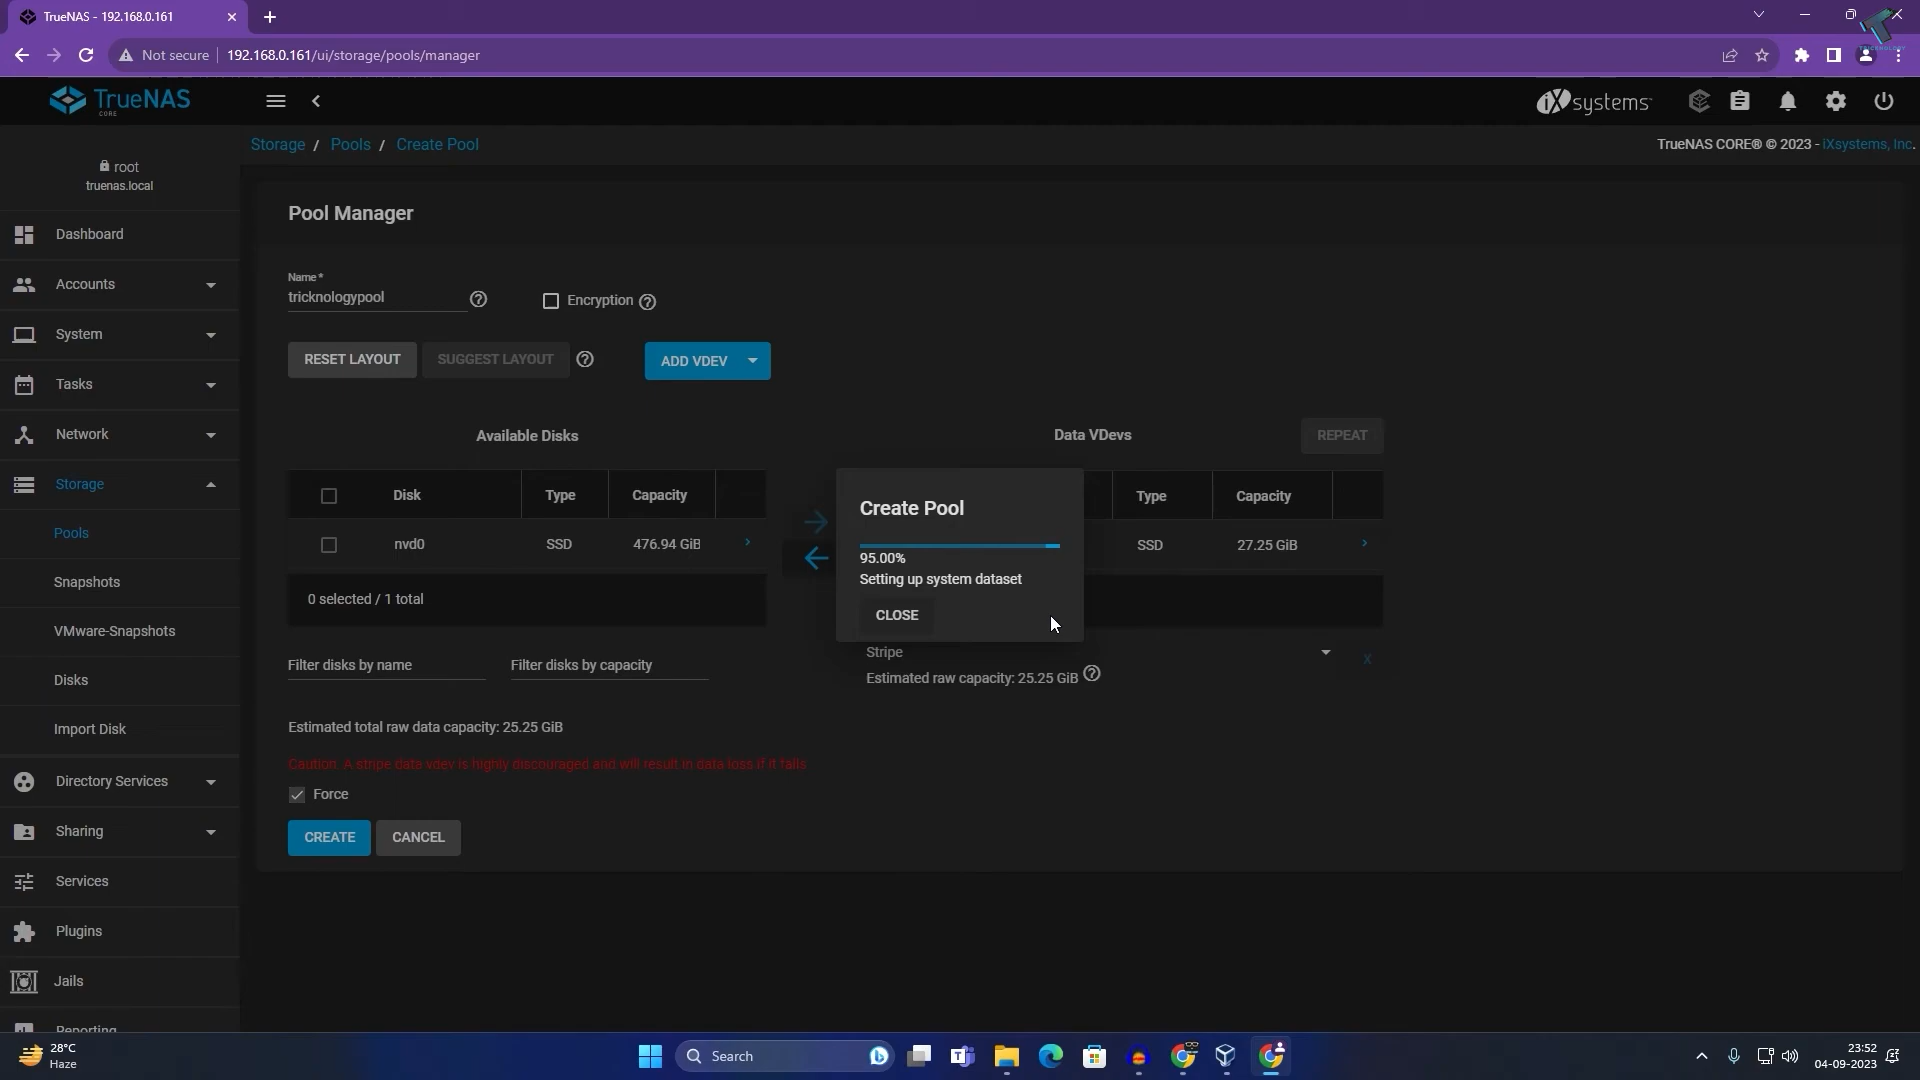 TrueNAS - 192.168.0.161
Not secure
192.168.0.161/ui/storage/pools/manager
TrueNAS
CORE
iXsystems
Storage / Pools / Create Pool
TrueNAS CORE® © 2023 - iXsystems, Inc.
root
truenas.local
Dashboard
Accounts
System
Tasks
Network
Storage
Pools
Snapshots
VMware-Snapshots
Disks
Import Disk
Directory Services
Sharing
Services
Plugins
Jails
Reporting
Pool Manager
Name *
tricknologypool
Encryption
RESET LAYOUT
SUGGEST LAYOUT
ADD VDEV
Available Disks
Data VDevs
REPEAT
Disk Type Capacity
nvd0 SSD 476.94 GiB
0 selected / 1 total
Type Capacity
SSD 27.25 GiB
Create Pool
95.00%
Setting up system dataset
CLOSE
Filter disks by name
Filter disks by capacity
Stripe
x
Estimated raw capacity: 25.25 GiB
Estimated total raw data capacity: 25.25 GiB
Caution: A stripe data vdev is highly discouraged and will result in data loss if it fails
Force
CREATE
CANCEL
28°C
Haze
Search
23:52
04-09-2023